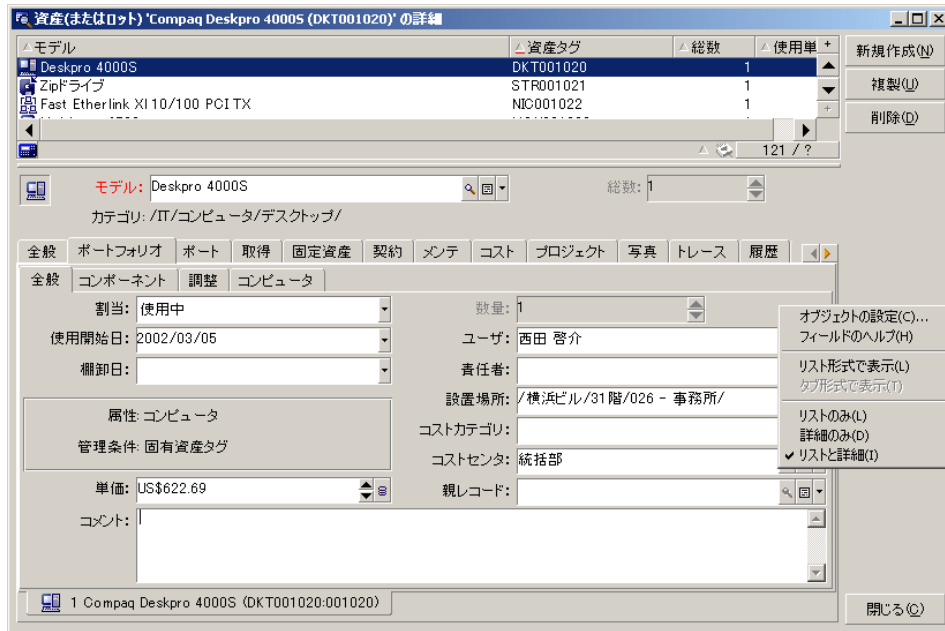 資産(またはロット) 'Compaq Deskpro 4000S (DKT001020)' の詳細
モデル 資産タグ 総数 使用単 +
Deskpro 4000S DKT001020 1
Zipドライブ STR001021 1
Fast Etherlink XI 10/100 PCI TX NIC001022 1
121 / ?
新規作成(N)
複製(U)
削除(D)
モデル: Deskpro 4000S 総数: 1
カテゴリ: /IT/コンピュータ/デスクトップ/
全般 ポートフォリオ ポート 取得 固定資産 契約 メンテ コスト プロジェクト 写真 トレース 履歴
全般 コンポーネント 調整 コンピュータ
割当: 使用中 数量: 1
使用開始日: 2002/03/05 ユーザ: 西田 啓介
棚卸日: 責任者:
設置場所: /横浜ビル/31階/026 - 事務所/
属性: コンピュータ
コストカテゴリ:
管理条件: 固有資産タグ
コストセンタ: 統括部
単価: US$622.69 親レコード:
コメント:
オブジェクトの設定(C)...
フィールドのヘルプ(H)
リスト形式で表示(L)
タブ形式で表示(T)
リストのみ(L)
詳細のみ(D)
リストと詳細(I)
1 Compaq Deskpro 4000S (DKT001020:001020)
閉じる(C)